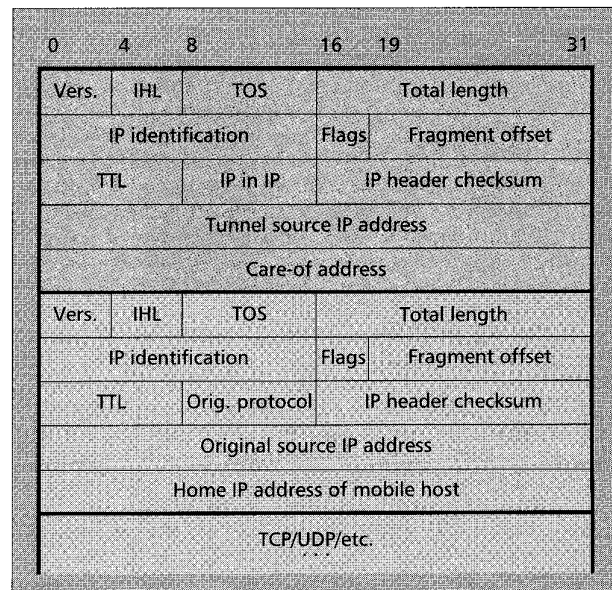 0 4 8 16 19 31
Vers. IHL TOS Total length
IP identification Flags Fragment offset
TTL IP in IP IP header checksum
Tunnel source IP address
Care-of address
Vers. IHL TOS Total length
IP identification Flags Fragment offset
TTL Orig. protocol IP header checksum
Original source IP address
Home IP address of mobile host
TCP/UDP/etc.
. . .